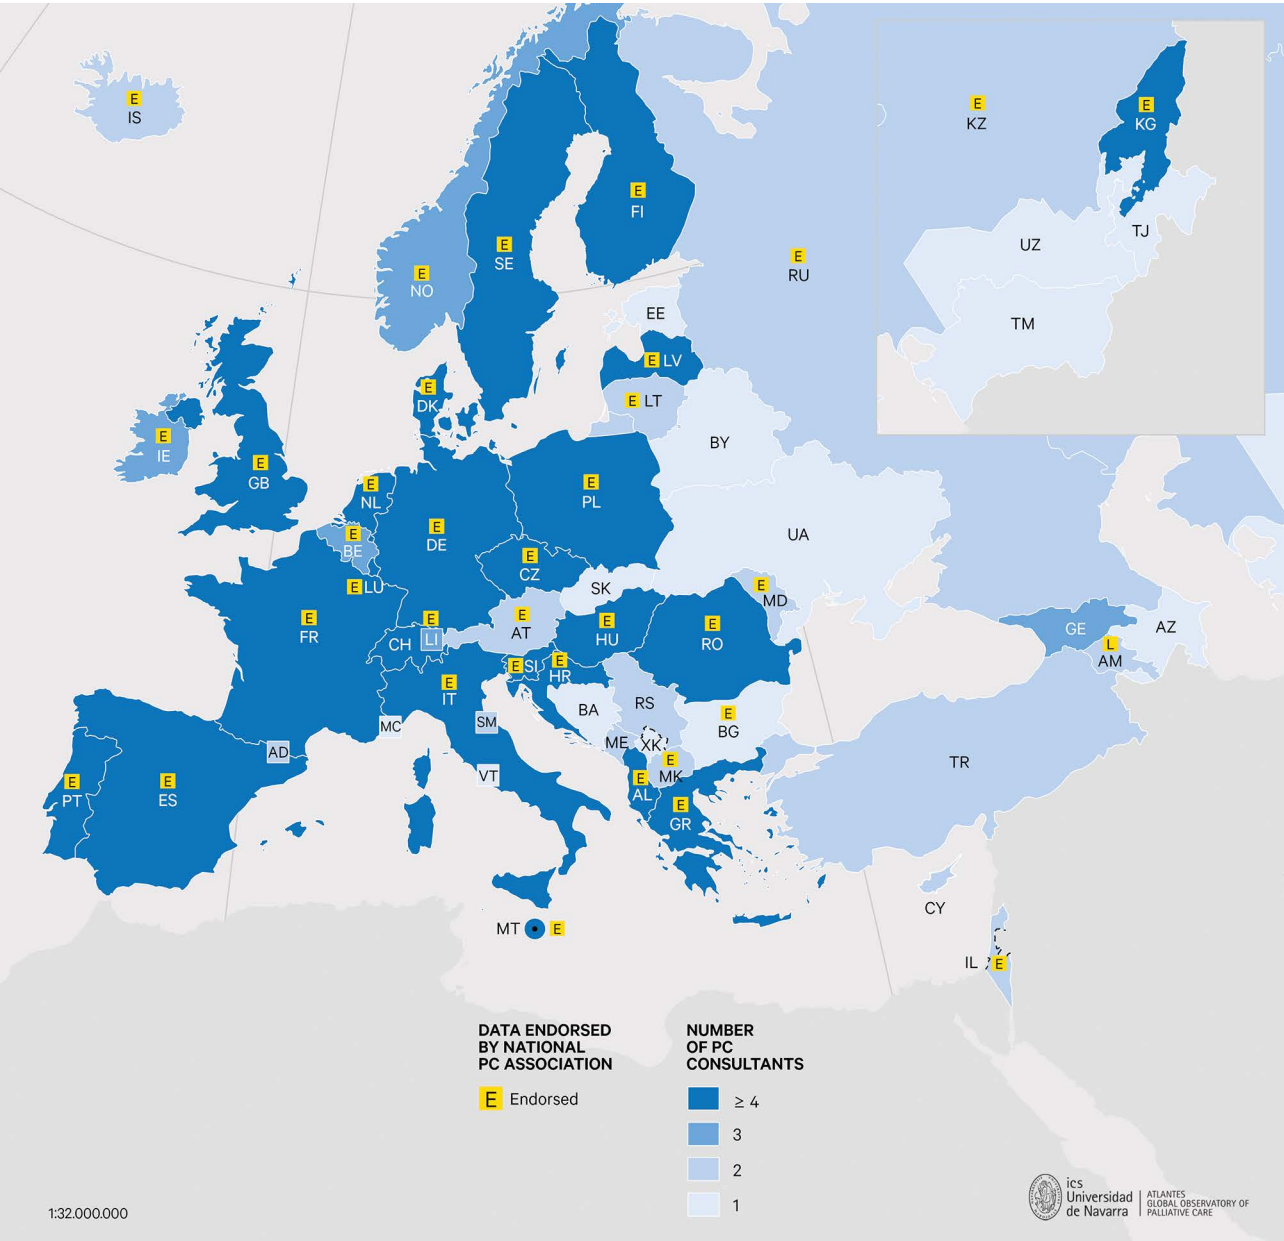 E
IS
E
KZ
E
KG
E
FI
E
SE
E
NO
E
RU
UZ
TJ
TM
EE
E LV
E
DK
E LT
E
IE
BY
E
GB
E
NL
E
PL
E
DE
E
BE
UA
E
CZ
E LU
SK
E
MD
E
FR
E
CH
LI
E
AT
E
HU
E
RO
GE
AZ
L
AM
E SI
E
HR
E
IT
BA
RS
E
BG
MC
SM
ME
XK
AD
VT
E
MK
TR
E
PT
E
ES
E
AL
E
GR
CY
MT E
IL E
DATA ENDORSED
BY NATIONAL
PC ASSOCIATION
E Endorsed
NUMBER
OF PC
CONSULTANTS
≥ 4
3
2
1
1:32.000.000
ics
Universidad
de Navarra
ATLANTES
GLOBAL OBSERVATORY OF
PALLIATIVE CARE